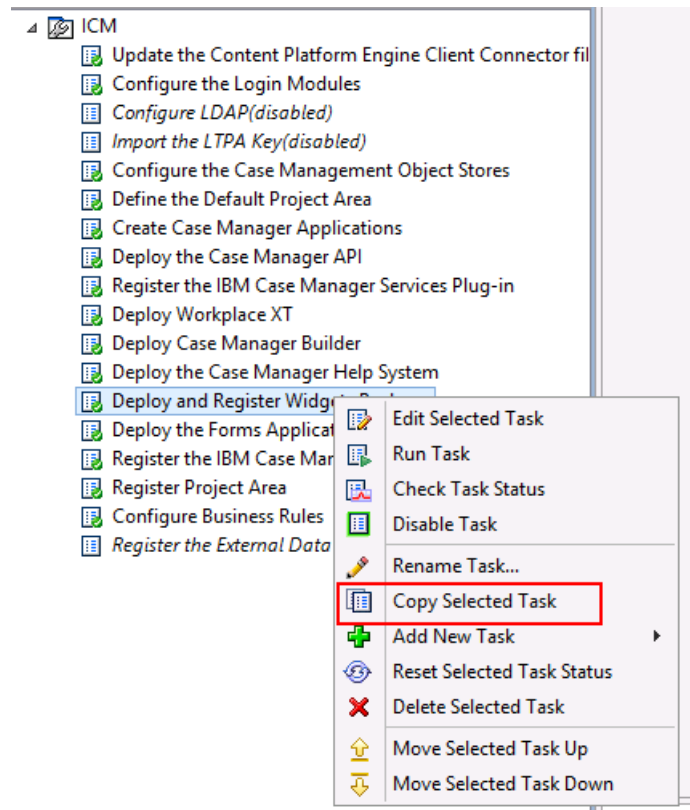 ICM
Update the Content Platform Engine Client Connector fil
Configure the Login Modules
Configure LDAP(disabled)
Import the LTPA Key(disabled)
Configure the Case Management Object Stores
Define the Default Project Area
Create Case Manager Applications
Deploy the Case Manager API
Register the IBM Case Manager Services Plug-in
Deploy Workplace XT
Deploy Case Manager Builder
Deploy the Case Manager Help System
Deploy and Register Widge
Deploy the Forms Applicat
Register the IBM Case Mar
Register Project Area
Configure Business Rules
Register the External Data
Edit Selected Task
Run Task
Check Task Status
Disable Task
Rename Task...
Copy Selected Task
Add New Task
Reset Selected Task Status
Delete Selected Task
Move Selected Task Up
Move Selected Task Down